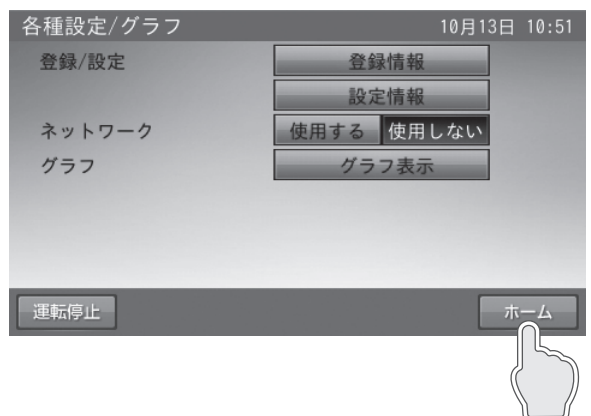 各種設定/グラフ 10月13日 10:51
登録/設定 登録情報
設定情報
ネットワーク 使用する 使用しない
グラフ グラフ表示
運転停止 ホーム